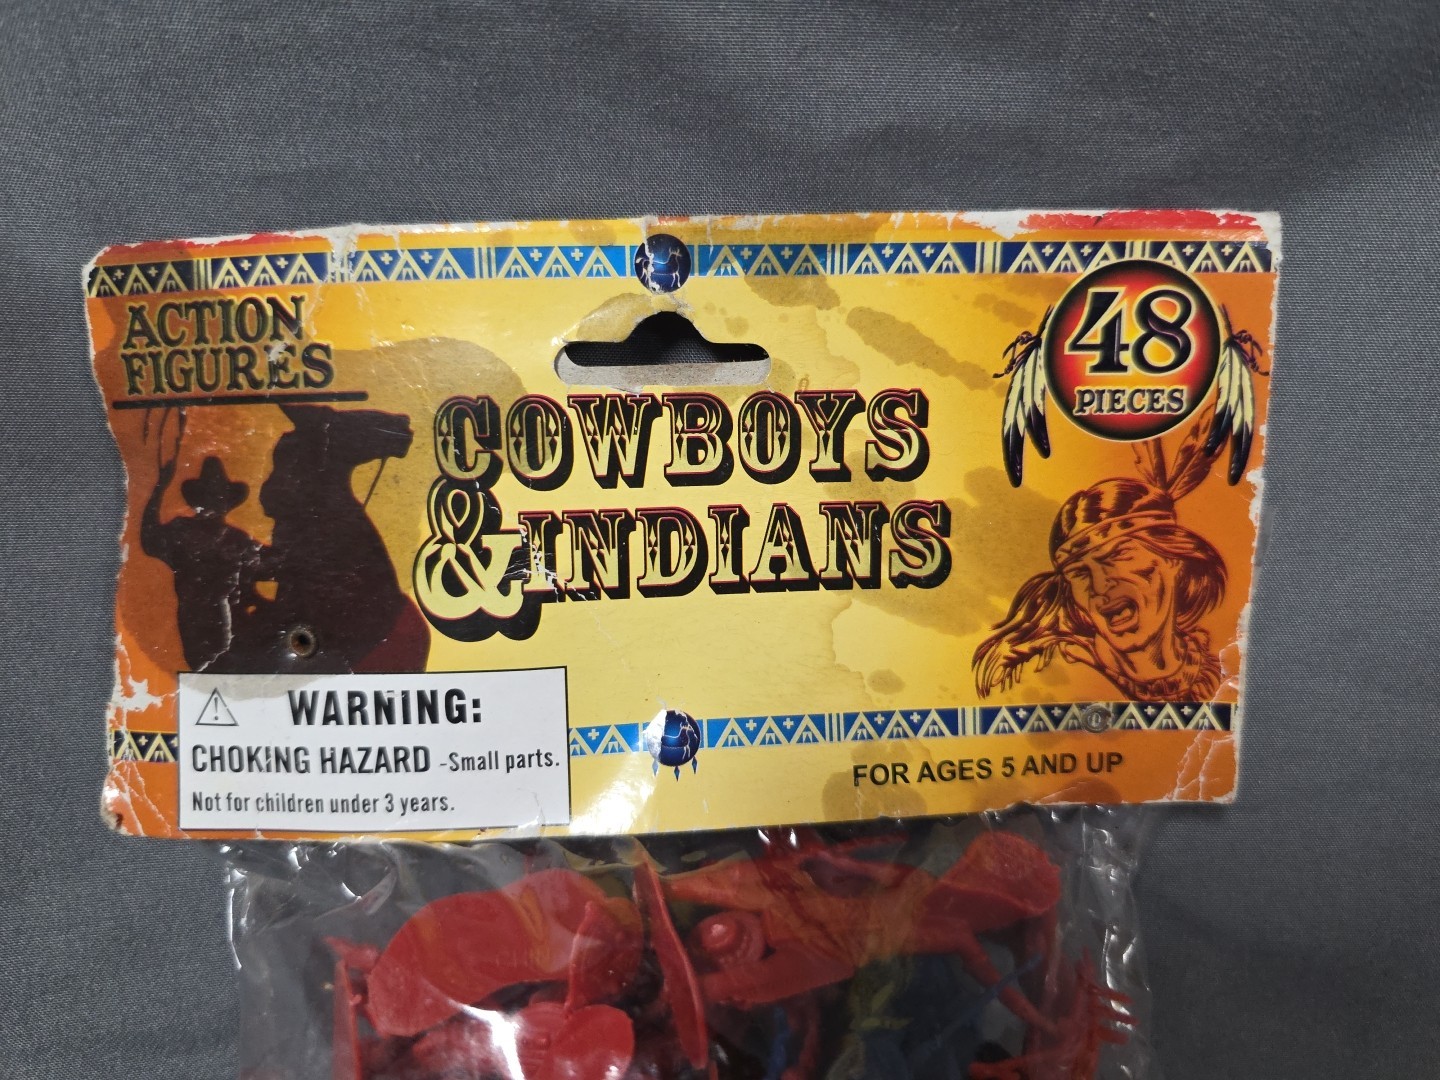 ACTION
FIGURES
48
PIECES
COWBOYS
& INDIANS
WARNING:
CHOKING HAZARD -Small parts.
Not for children under 3 years.
FOR AGES 5 AND UP